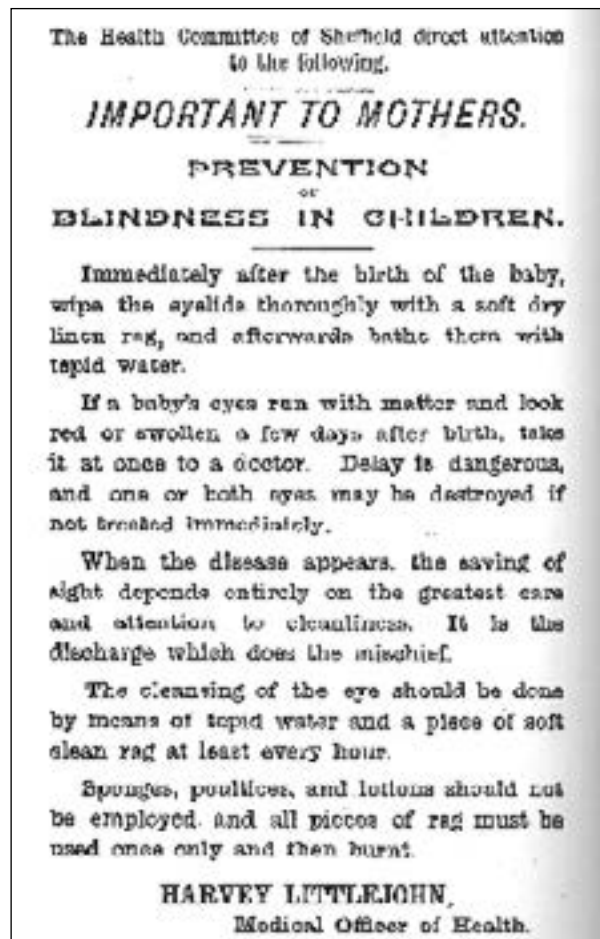 The Health Committee of Sheffield direct attention
to the following.
IMPORTANT TO MOTHERS.
PREVENTION
OF
BLINDNESS IN CHILDREN.
Immediately after the birth of the baby,
wipe the eyelids thoroughly with a soft dry
linen rag, and afterwards bathe them with
tepid water.
If a baby's eyes run with matter and look
red or swollen a few days after birth, take
it at once to a doctor. Delay is dangerous,
and one or both eyes may be destroyed if
not treated immediately.
When the disease appears, the saving of
sight depends entirely on the greatest care
and attention to cleanliness. It is the
discharge which does the mischief.
The cleansing of the eye should be done
by means of tepid water and a piece of soft
clean rag at least every hour.
Sponges, poultices, and lotions should not
be employed, and all pieces of rag must be
used once only and then burnt.
HARVEY LITTLEJOHN,
Medical Officer of Health.